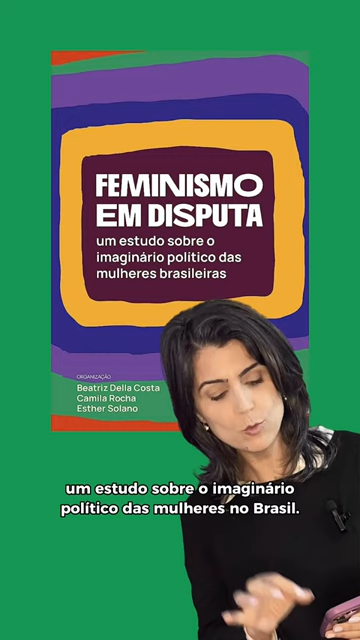 FEMINISMO
EM DISPUTA
um estudo sobre o
imaginário político das
mulheres brasileiras
ORGANIZAÇÃO
Beatriz Della Costa
Camila Rocha
Esther Solano
um estudo sobre o imaginário
político das mulheres no Brasil.